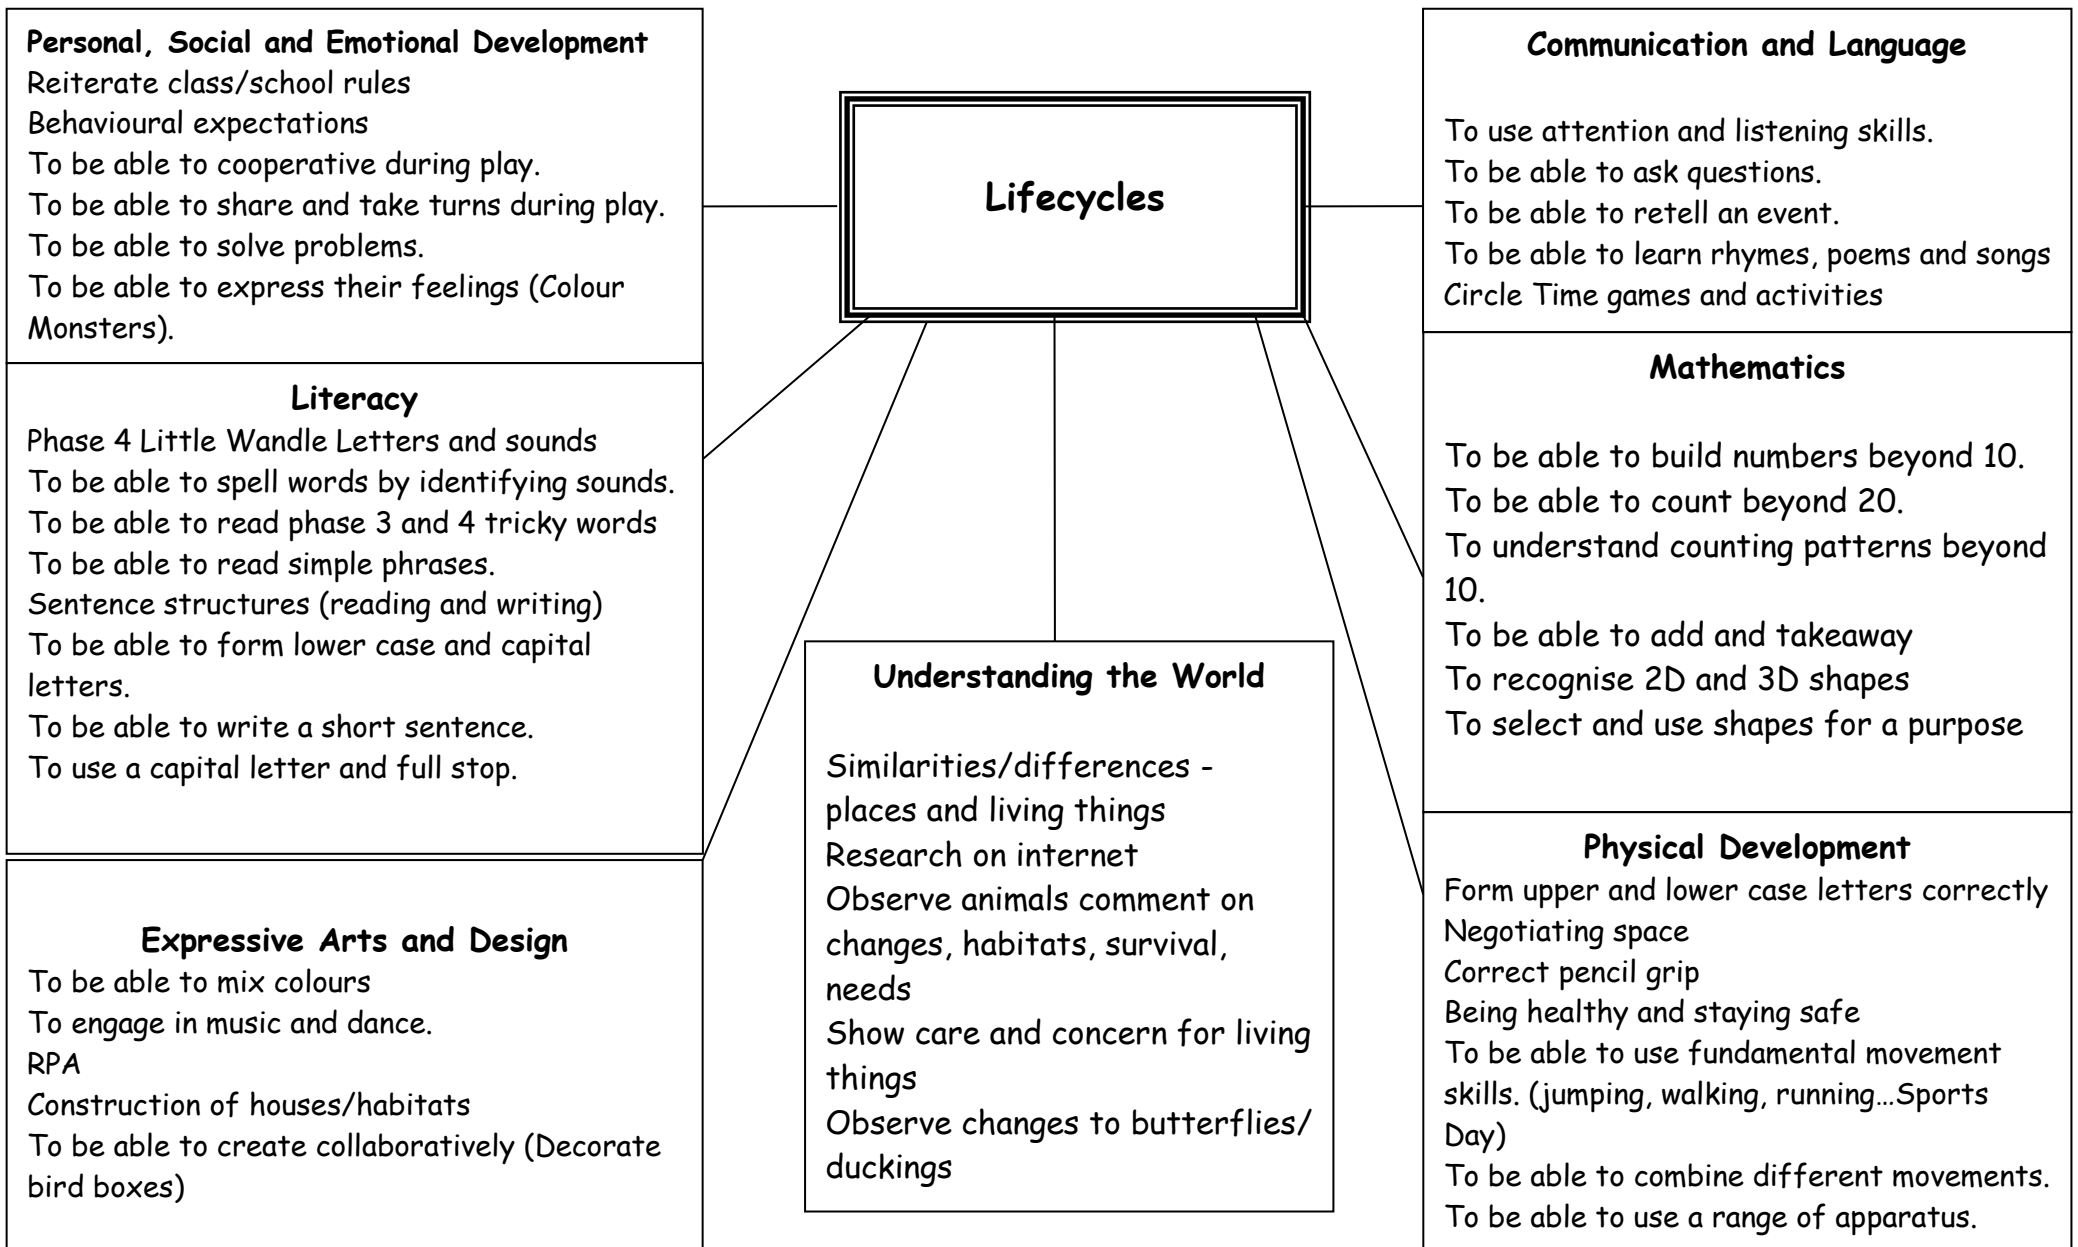 Personal, Social and Emotional Development
Reiterate class/school rules
Behavioural expectations
To be able to cooperative during play.
To be able to share and take turns during play.
To be able to solve problems.
To be able to express their feelings (Colour
Monsters).
Literacy
Phase 4 Little Wandle Letters and sounds
To be able to spell words by identifying sounds.
To be able to read phase 3 and 4 tricky words
To be able to read simple phrases.
Sentence structures (reading and writing)
To be able to form lower case and capital
letters.
To be able to write a short sentence.
To use a capital letter and full stop.
Expressive Arts and Design
To be able to mix colours
To engage in music and dance.
RPA
Construction of houses/habitats
To be able to create collaboratively (Decorate
bird boxes)
Lifecycles
Understanding the World
Similarities/differences -
places and living things
Research on internet
Observe animals comment on
changes, habitats, survival,
needs
Show care and concern for living
things
Observe changes to butterflies/
duckings
Communication and Language
To use attention and listening skills.
To be able to ask questions.
To be able to retell an event.
To be able to learn rhymes, poems and songs
Circle Time games and activities
Mathematics
To be able to build numbers beyond 10.
To be able to count beyond 20.
To understand counting patterns beyond
10.
To be able to add and takeaway
To recognise 2D and 3D shapes
To select and use shapes for a purpose
Physical Development
Form upper and lower case letters correctly
Negotiating space
Correct pencil grip
Being healthy and staying safe
To be able to use fundamental movement
skills. (jumping, walking, running…Sports
Day)
To be able to combine different movements.
To be able to use a range of apparatus.